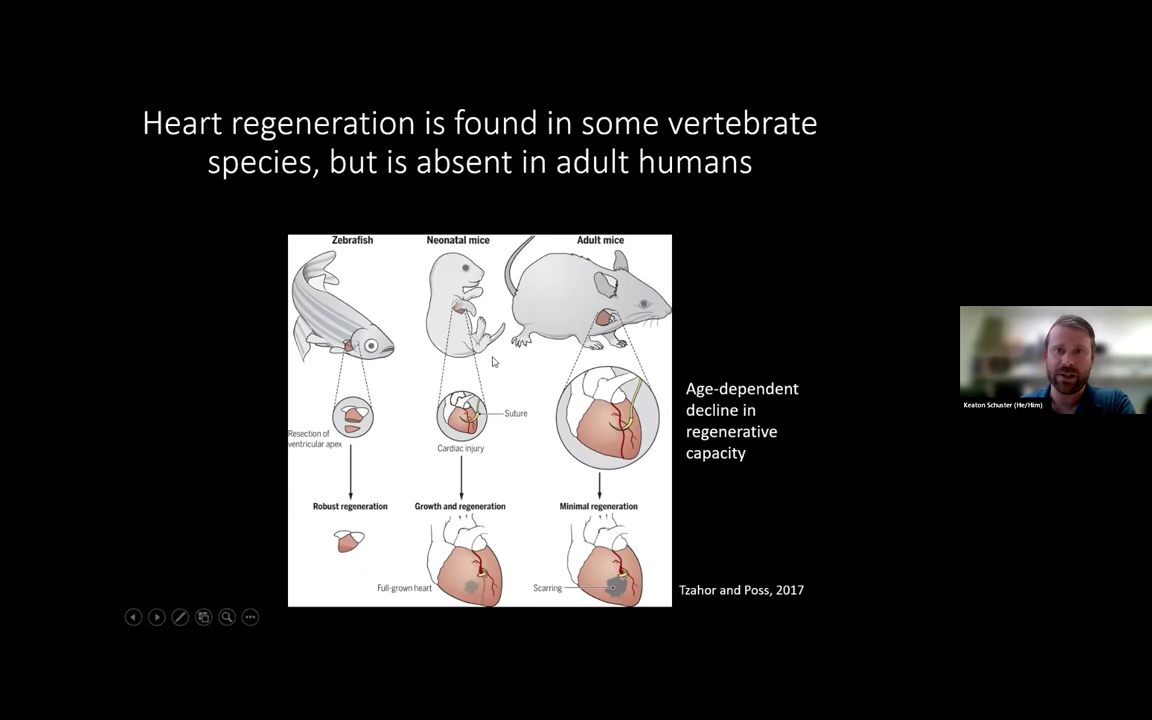 Heart regeneration is found in some vertebrate
species, but is absent in adult humans
Zebrafish
Neonatal mice
Adult mice
Suture
Resection of
ventricular apex
Cardiac injury
Age-dependent
decline in
regenerative
capacity
Robust regeneration
Growth and regeneration
Minimal regeneration
Full-grown heart
Scarring
Tzahor and Poss, 2017
Keaton Schuster (He/Him)